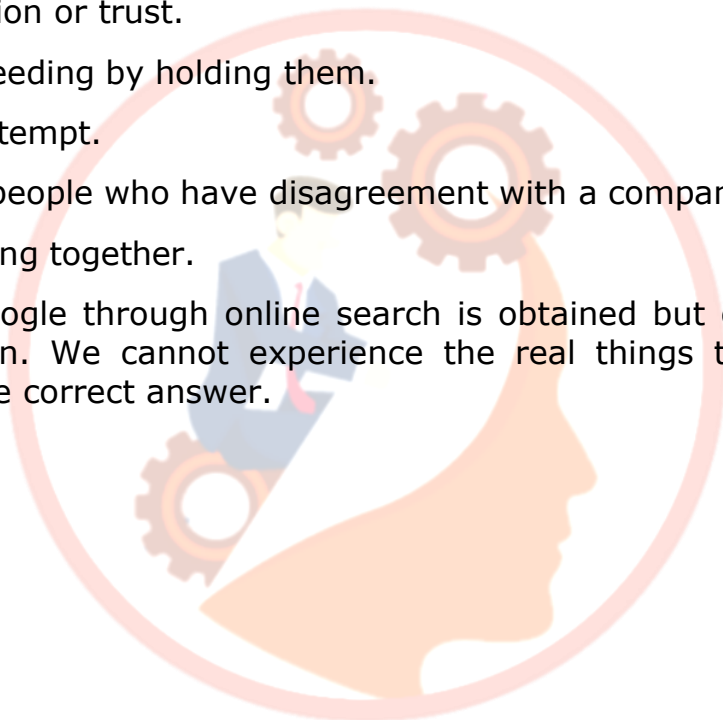 ion or trust.
eeding by holding them.
tempt.
people who have disagreement with a compan
ng together.
ogle through online search is obtained but
n. We cannot experience the real things t
e correct answer.